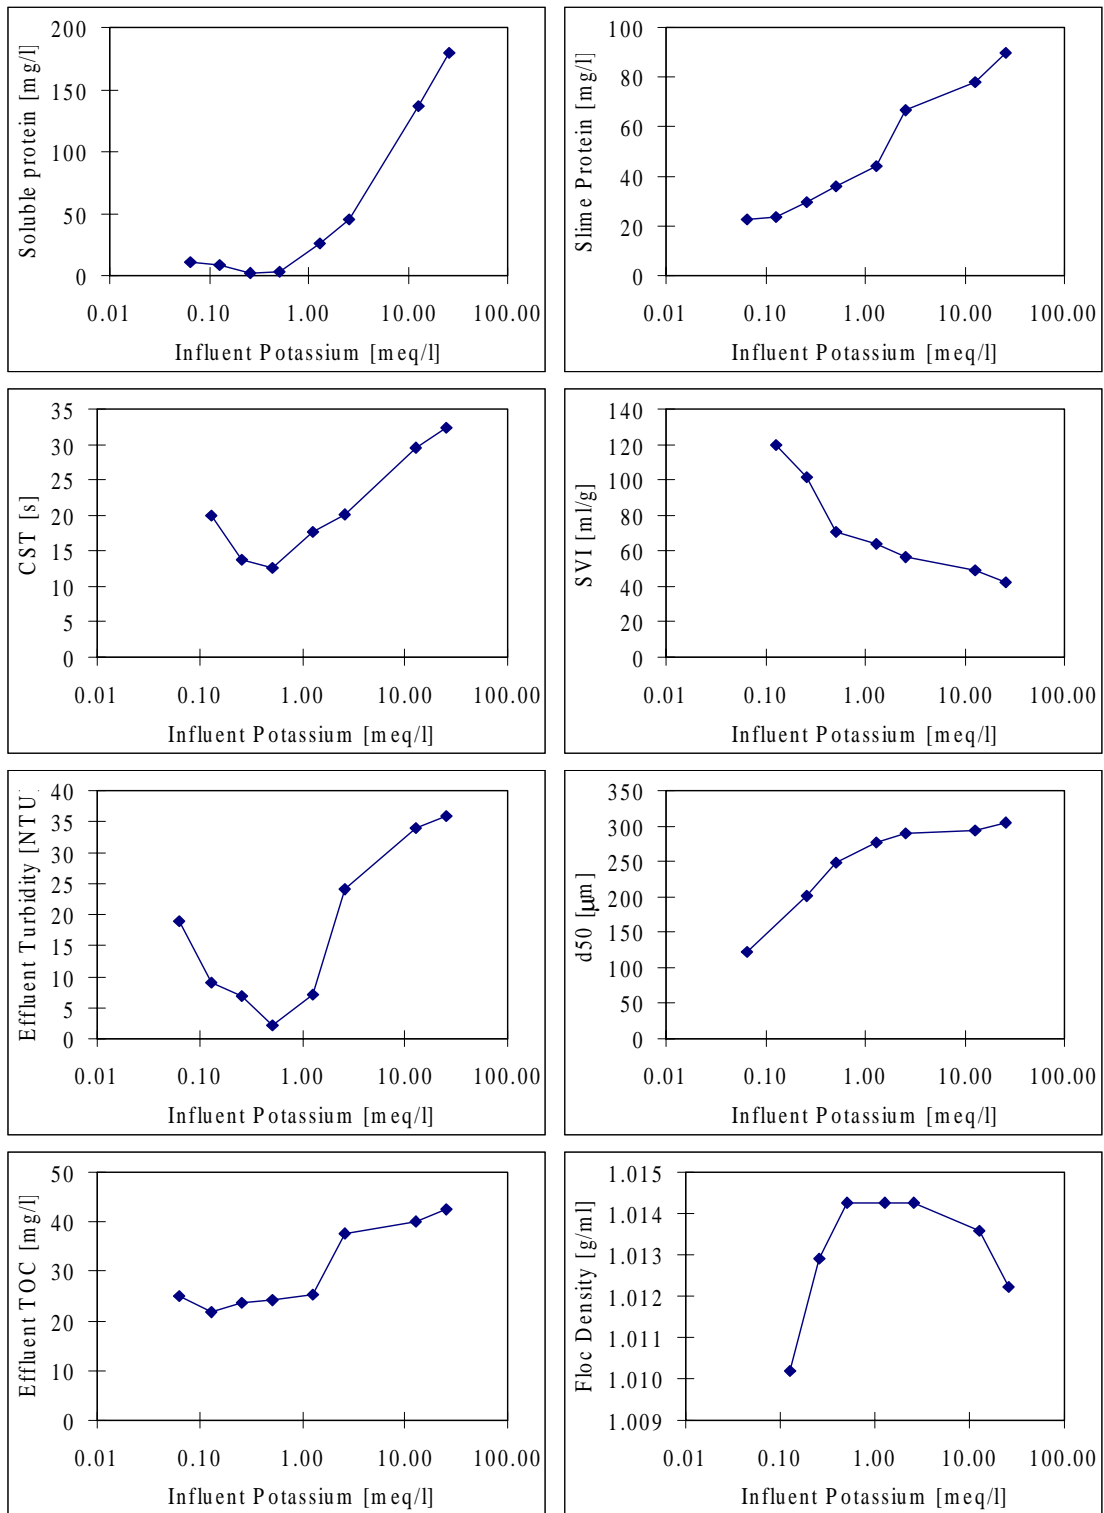 Soluble protein [mg/l]
200
150
100
50
0
0.01 0.10 1.00 10.00 100.00
Influent Potassium [meq/l]
Slime Protein [mg/l]
100
80
60
40
20
0
0.01 0.10 1.00 10.00 100.00
Influent Potassium [meq/l]
CST [s]
35
30
25
20
15
10
5
0
0.01 0.10 1.00 10.00 100.00
Influent Potassium [meq/l]
SVI [ml/g]
140
120
100
80
60
40
20
0
0.01 0.10 1.00 10.00 100.00
Influent Potassium [meq/l]
Effluent Turbidity [NTU
40
35
30
25
20
15
10
5
0
0.01 0.10 1.00 10.00 100.00
Influent Potassium [meq/l]
d50 [μm]
350
300
250
200
150
100
50
0
0.01 0.10 1.00 10.00 100.00
Influent Potassium [meq/l]
Effluent TOC [mg/l]
50
40
30
20
10
0
0.01 0.10 1.00 10.00 100.00
Influent Potassium [meq/l]
Floc Density [g/ml]
1.015
1.014
1.013
1.012
1.011
1.010
1.009
0.01 0.10 1.00 10.00 100.00
Influent Potassium [meq/l]